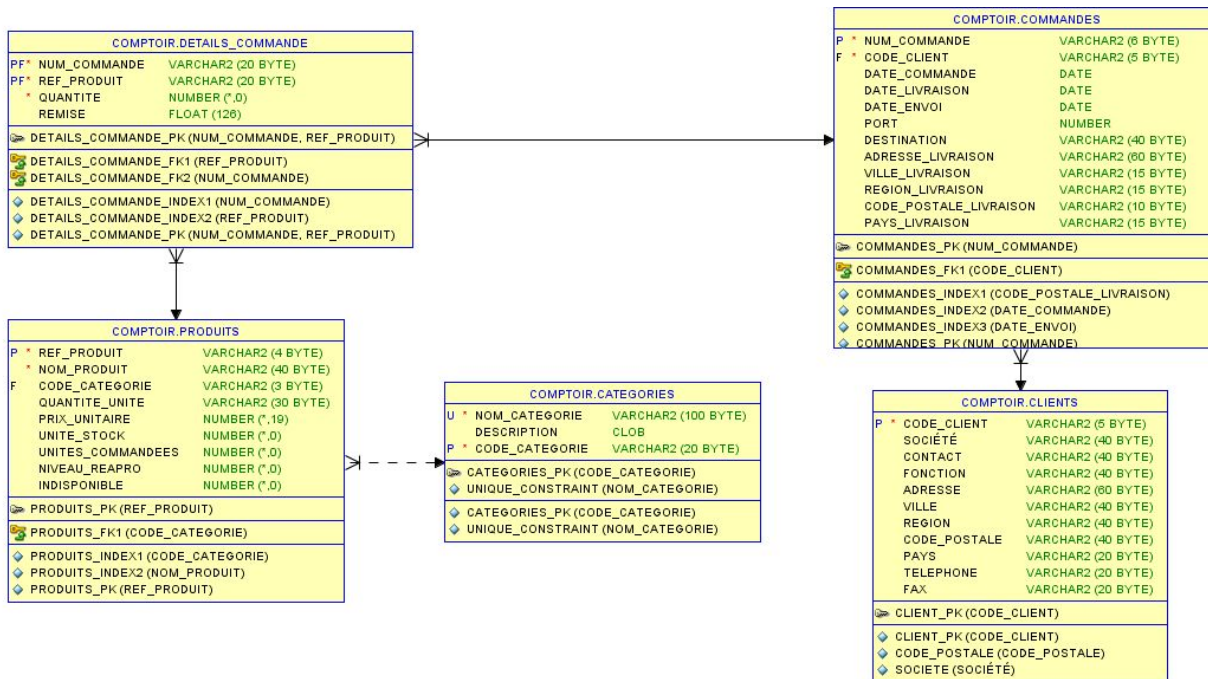 COMPTOIR.DETAILS_COMMANDE
PF* NUM_COMMANDE VARCHAR2 (20 BYTE)
PF* REF_PRODUIT VARCHAR2 (20 BYTE)
* QUANTITE NUMBER (*,0)
REMISE FLOAT (126)
DETAILS_COMMANDE_PK (NUM_COMMANDE, REF_PRODUIT)
DETAILS_COMMANDE_FK1 (REF_PRODUIT)
DETAILS_COMMANDE_FK2 (NUM_COMMANDE)
DETAILS_COMMANDE_INDEX1 (NUM_COMMANDE)
DETAILS_COMMANDE_INDEX2 (REF_PRODUIT)
DETAILS_COMMANDE_PK (NUM_COMMANDE, REF_PRODUIT)
COMPTOIR.COMMANDES
P * NUM_COMMANDE VARCHAR2 (6 BYTE)
F * CODE_CLIENT VARCHAR2 (5 BYTE)
DATE_COMMANDE DATE
DATE_LIVRAISON DATE
DATE_ENVOI DATE
PORT NUMBER
DESTINATION VARCHAR2 (40 BYTE)
ADRESSE_LIVRAISON VARCHAR2 (60 BYTE)
VILLE_LIVRAISON VARCHAR2 (15 BYTE)
REGION_LIVRAISON VARCHAR2 (15 BYTE)
CODE_POSTALE_LIVRAISON VARCHAR2 (10 BYTE)
PAYS_LIVRAISON VARCHAR2 (15 BYTE)
COMMANDES_PK (NUM_COMMANDE)
COMMANDES_FK1 (CODE_CLIENT)
COMMANDES_INDEX1 (CODE_POSTALE_LIVRAISON)
COMMANDES_INDEX2 (DATE_COMMANDE)
COMMANDES_INDEX3 (DATE_ENVOI)
COMMANDES_PK (NUM_COMMANDE)
COMPTOIR.PRODUITS
P * REF_PRODUIT VARCHAR2 (4 BYTE)
* NOM_PRODUIT VARCHAR2 (40 BYTE)
F CODE_CATEGORIE VARCHAR2 (3 BYTE)
QUANTITE_UNITE VARCHAR2 (30 BYTE)
PRIX_UNITAIRE NUMBER (*,19)
UNITE_STOCK NUMBER (*,0)
UNITES_COMMANDEES NUMBER (*,0)
NIVEAU_REAPRO NUMBER (*,0)
INDISPONIBLE NUMBER (*,0)
PRODUITS_PK (REF_PRODUIT)
PRODUITS_FK1 (CODE_CATEGORIE)
PRODUITS_INDEX1 (CODE_CATEGORIE)
PRODUITS_INDEX2 (NOM_PRODUIT)
PRODUITS_PK (REF_PRODUIT)
COMPTOIR.CATEGORIES
U * NOM_CATEGORIE VARCHAR2 (100 BYTE)
DESCRIPTION CLOB
P * CODE_CATEGORIE VARCHAR2 (20 BYTE)
CATEGORIES_PK (CODE_CATEGORIE)
UNIQUE_CONSTRAINT (NOM_CATEGORIE)
CATEGORIES_PK (CODE_CATEGORIE)
UNIQUE_CONSTRAINT (NOM_CATEGORIE)
COMPTOIR.CLIENTS
P * CODE_CLIENT VARCHAR2 (5 BYTE)
SOCIÉTÉ VARCHAR2 (40 BYTE)
CONTACT VARCHAR2 (40 BYTE)
FONCTION VARCHAR2 (40 BYTE)
ADRESSE VARCHAR2 (60 BYTE)
VILLE VARCHAR2 (40 BYTE)
REGION VARCHAR2 (40 BYTE)
CODE_POSTALE VARCHAR2 (40 BYTE)
PAYS VARCHAR2 (20 BYTE)
TELEPHONE VARCHAR2 (20 BYTE)
FAX VARCHAR2 (20 BYTE)
CLIENT_PK (CODE_CLIENT)
CLIENT_PK (CODE_CLIENT)
CODE_POSTALE (CODE_POSTALE)
SOCIETE (SOCIÉTÉ)